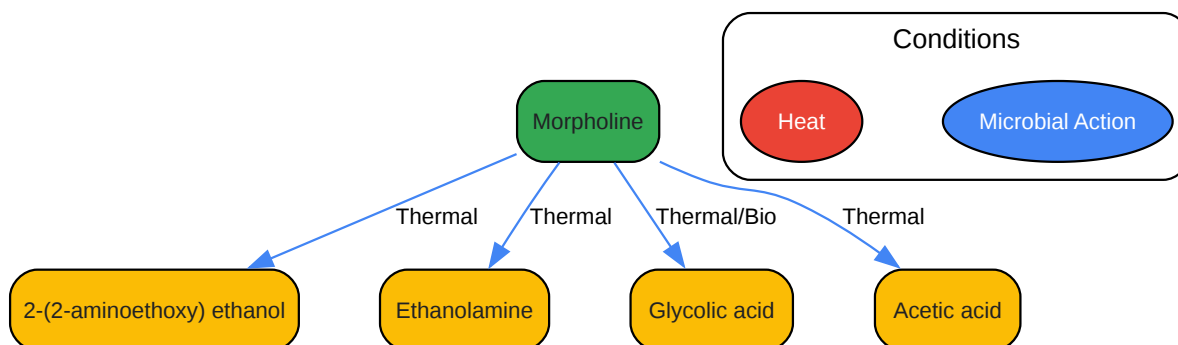 Conditions
Heat
Microbial Action
Morpholine
Thermal
Thermal
Thermal/Bio
Thermal
2-(2-aminoethoxy) ethanol
Ethanolamine
Glycolic acid
Acetic acid